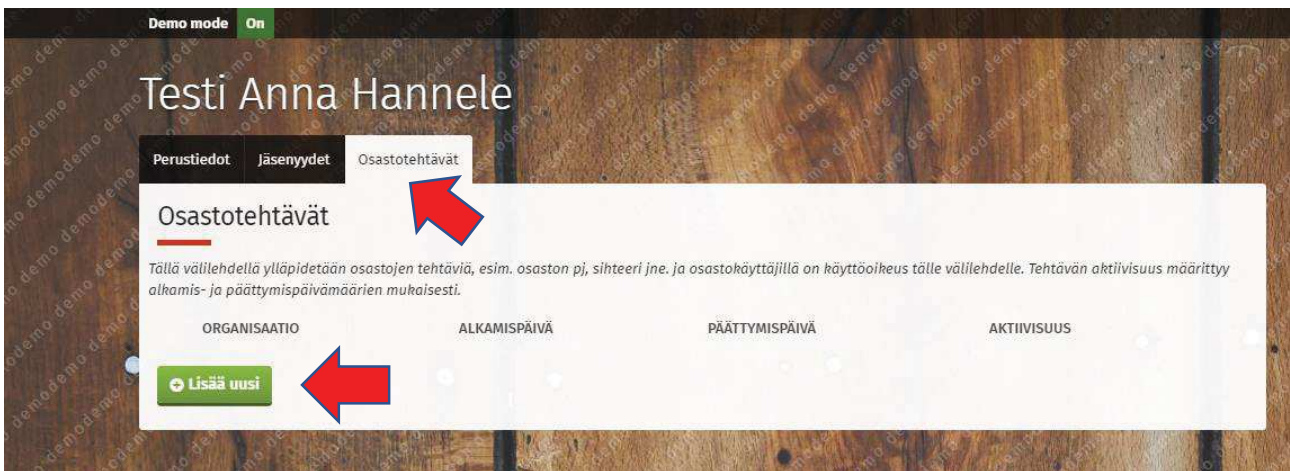 Demo mode On
Testi Anna Hannele
Perustiedot Jäsenyydet Osastotehtävät
Osastotehtävät
Tällä välilehdellä ylläpidetään osastojen tehtäviä, esim. osaston pj, sihteeri jne. ja osastokäyttäjillä on käyttöoikeus tälle välilehdelle. Tehtävän aktiivisuus määrittyy
alkamis- ja päättymispäivämäärien mukaisesti.
ORGANISAATIO ALKAMISPÄIVÄ PÄÄTTYMISPÄIVÄ AKTIIVISUUS
Lisää uusi